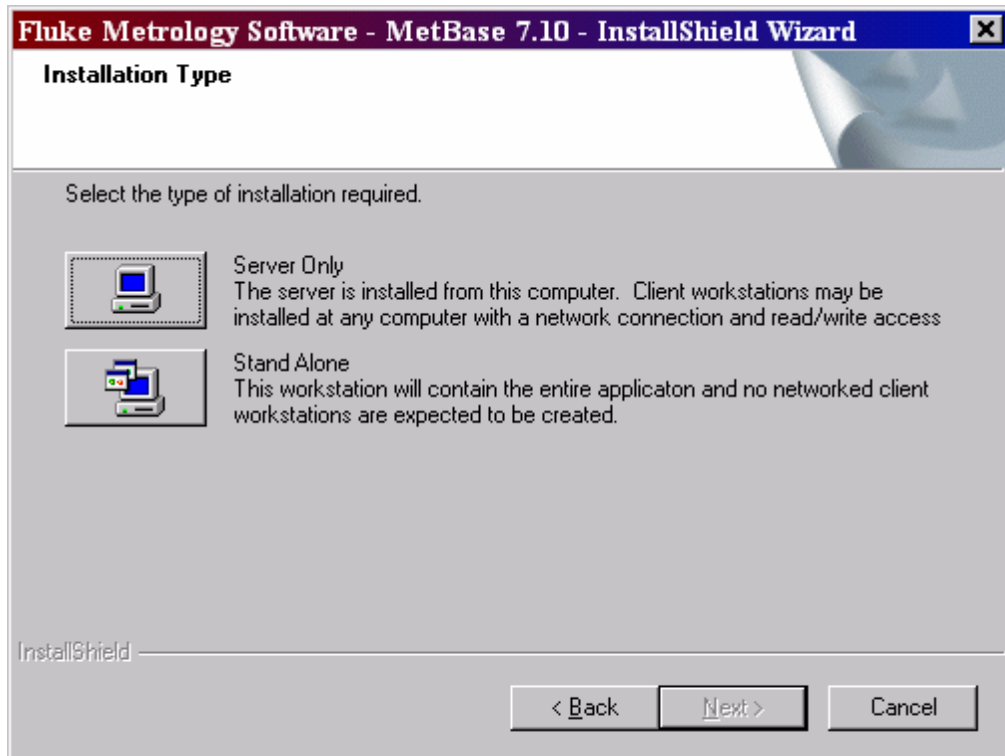 Fluke Metrology Software - MetBase 7.10 - InstallShield Wizard
Installation Type
Select the type of installation required.
Server Only
The server is installed from this computer.  Client workstations may be
installed at any computer with a network connection and read/write access
Stand Alone
This workstation will contain the entire applicaton and no networked client
workstations are expected to be created.
InstallShield
< Back
Next >
Cancel